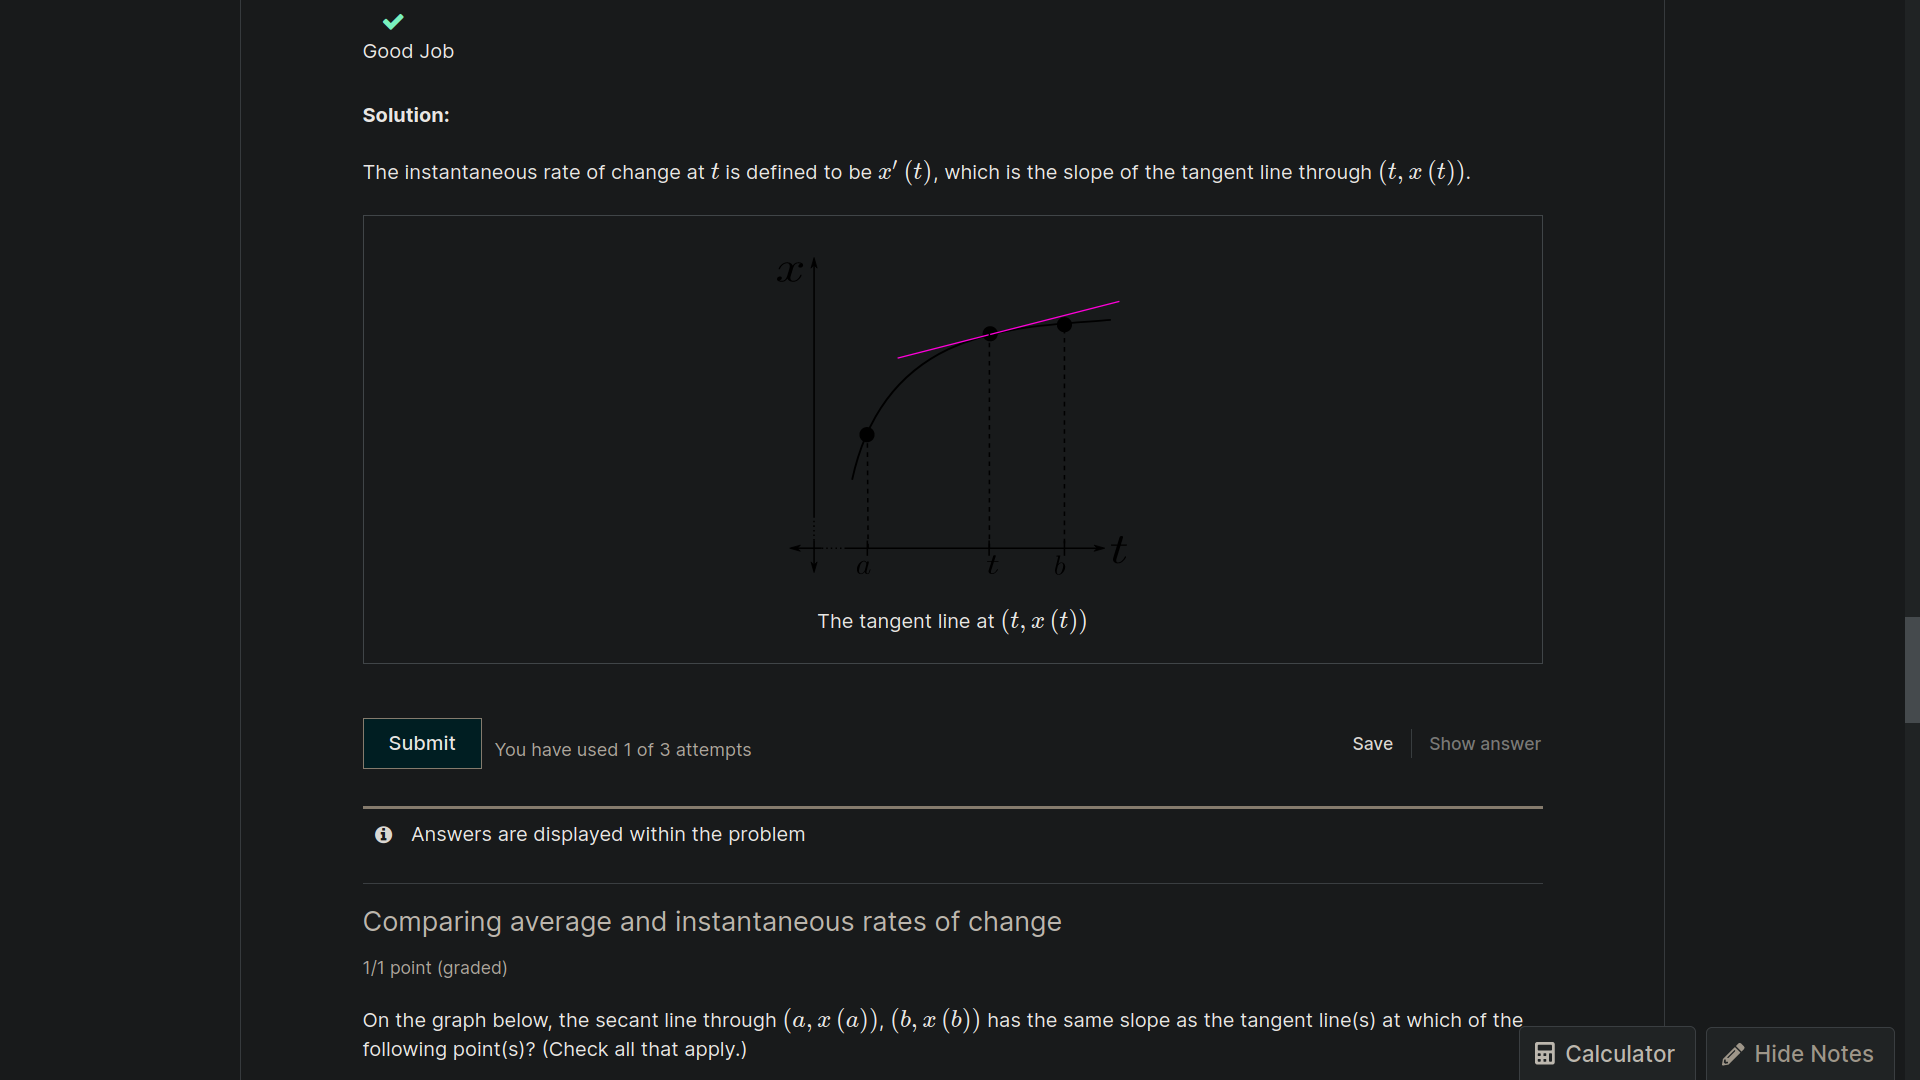 Good Job
Solution:
The instantaneous rate of change at t is defined to be x′ (t), which is the slope of the tangent line through (t, x (t)).
x
t
a
t
b
The tangent line at (t, x (t))
Submit
You have used 1 of 3 attempts
Save
Show answer
Answers are displayed within the problem
Comparing average and instantaneous rates of change
1/1 point (graded)
On the graph below, the secant line through (a, x (a)), (b, x (b)) has the same slope as the tangent line(s) at which of the
following point(s)? (Check all that apply.)
Calculator
Hide Notes